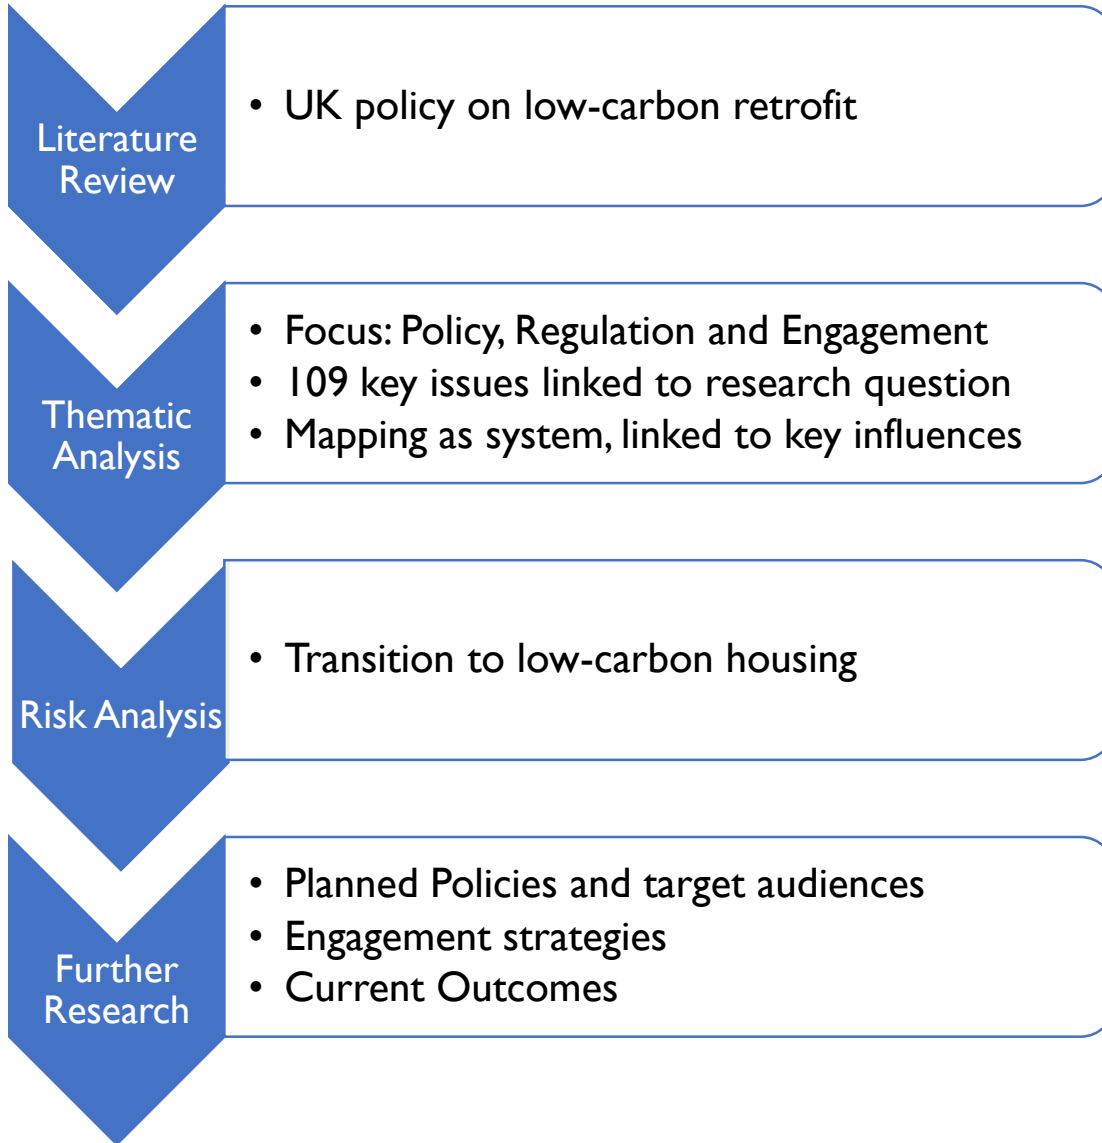 Literature
Review
• UK policy on low-carbon retrofit
Thematic
Analysis
• Focus: Policy, Regulation and Engagement
• 109 key issues linked to research question
• Mapping as system, linked to key influences
Risk Analysis
• Transition to low-carbon housing
Further
Research
• Planned Policies and target audiences
• Engagement strategies
• Current Outcomes